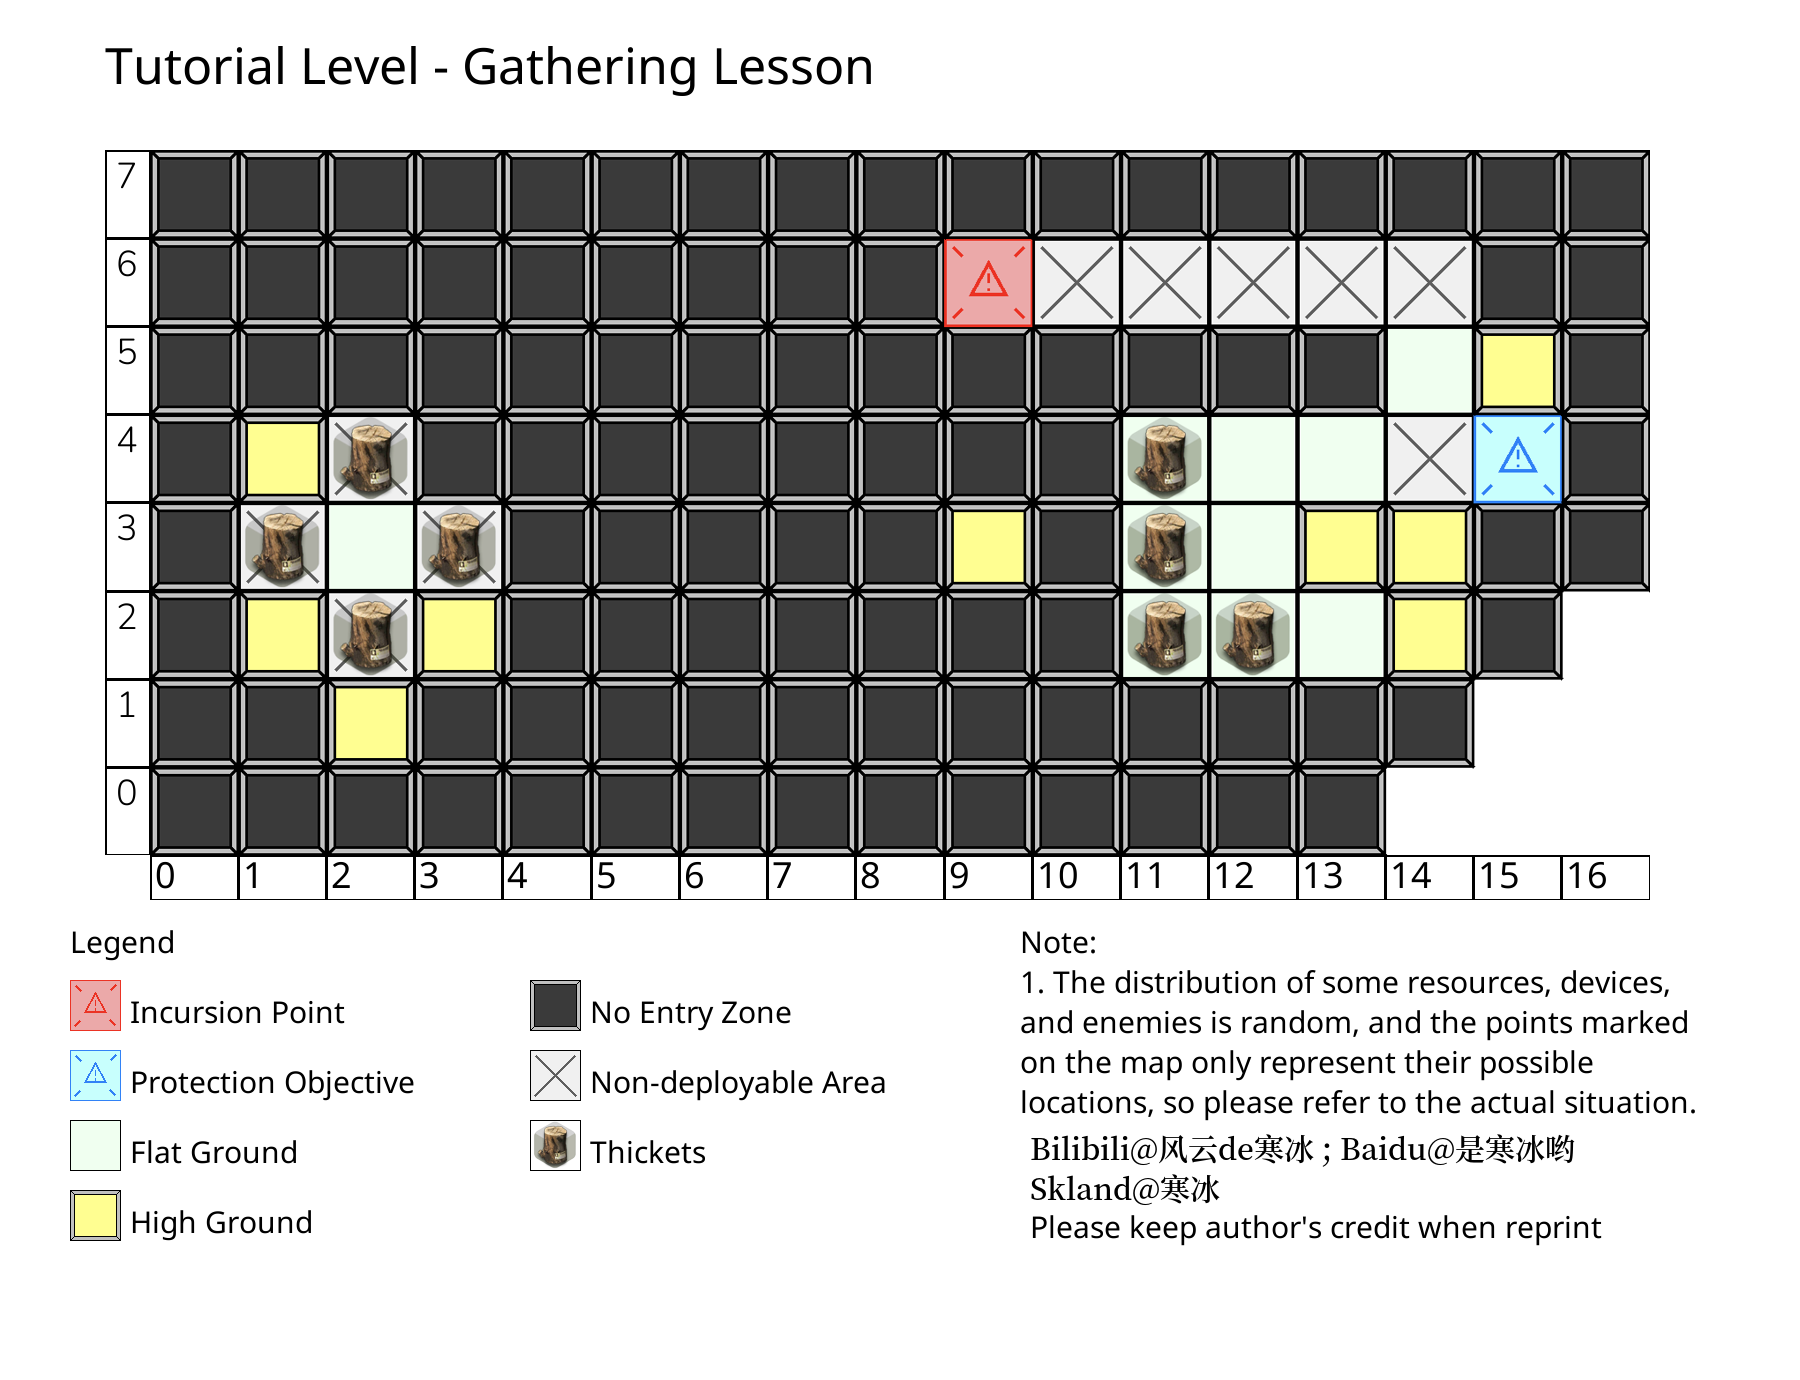 Tutorial Level - Gathering Lesson
7
6
5
4
3
2
1
0
0 1 2 3 4 5 6 7 8 9 10 11 12 13 14 15 16
Legend
Incursion Point
Protection Objective
Flat Ground
High Ground
No Entry Zone
Non-deployable Area
Thickets
Note:
1. The distribution of some resources, devices,
and enemies is random, and the points marked
on the map only represent their possible
locations, so please refer to the actual situation.
Bilibili@风云de寒冰 ; Baidu@是寒冰哟
Skland@寒冰
Please keep author's credit when reprint